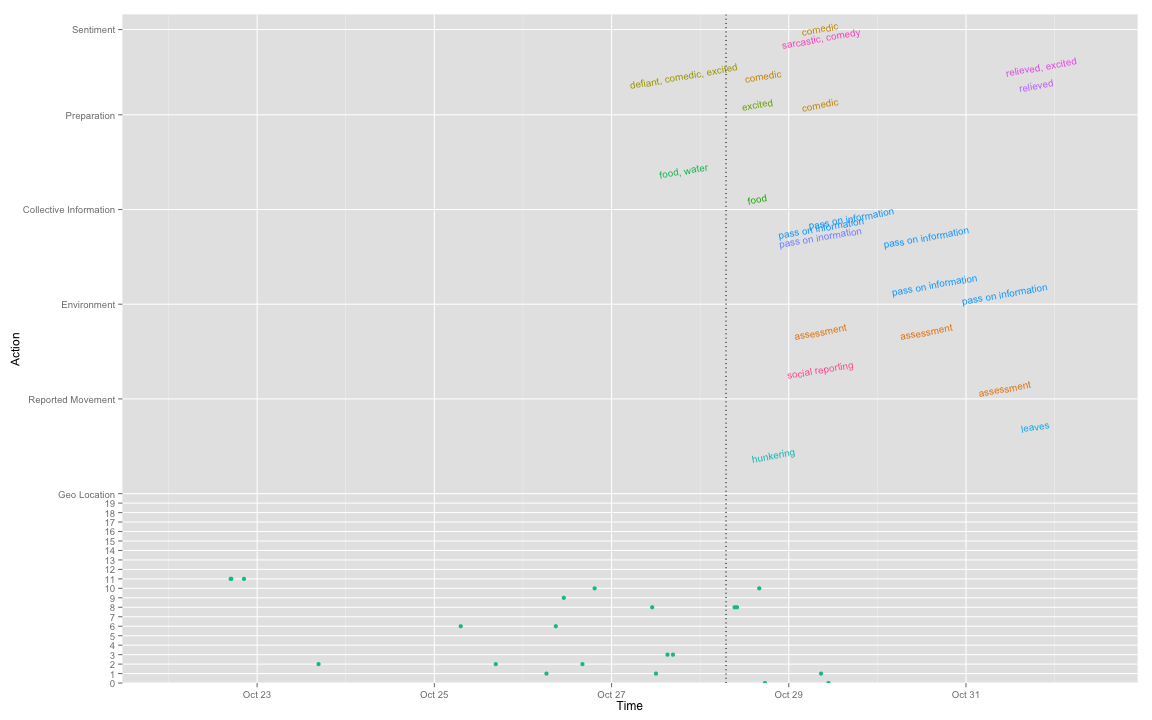 Sentiment
comedic
sarcastic, comedy
relieved, excited
defiant, comedic, excited
comedic
relieved
excited
comedic
Preparation
food, water
food
Collective Information
pass on information
pass on information
pass on inormation
pass on information
pass on information
pass on information
Environment
assessment
assessment
social reporting
assessment
Reported Movement
leaves
hunkering
Geo Location
19
18
17
16
15
14
13
12
11
10
9
8
7
6
5
4
3
2
1
0
Action
Oct 23
Oct 25
Oct 27
Oct 29
Oct 31
Time